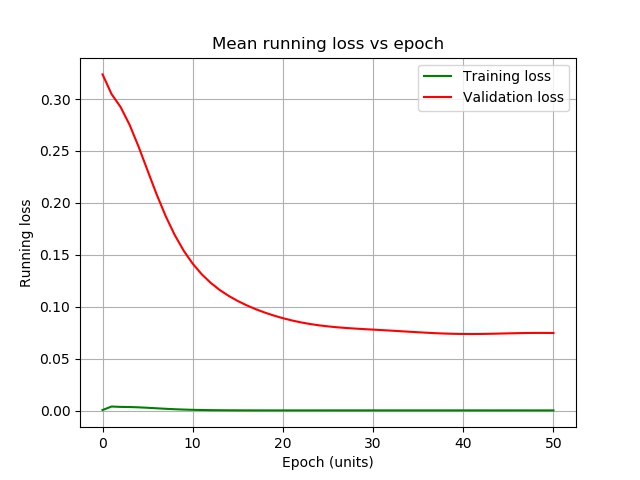 Mean running loss vs epoch
Training loss
Validation loss
0.30
0.25
0.20
0.15
0.10
0.05
0.00
Running loss
0 10 20 30 40 50
Epoch (units)